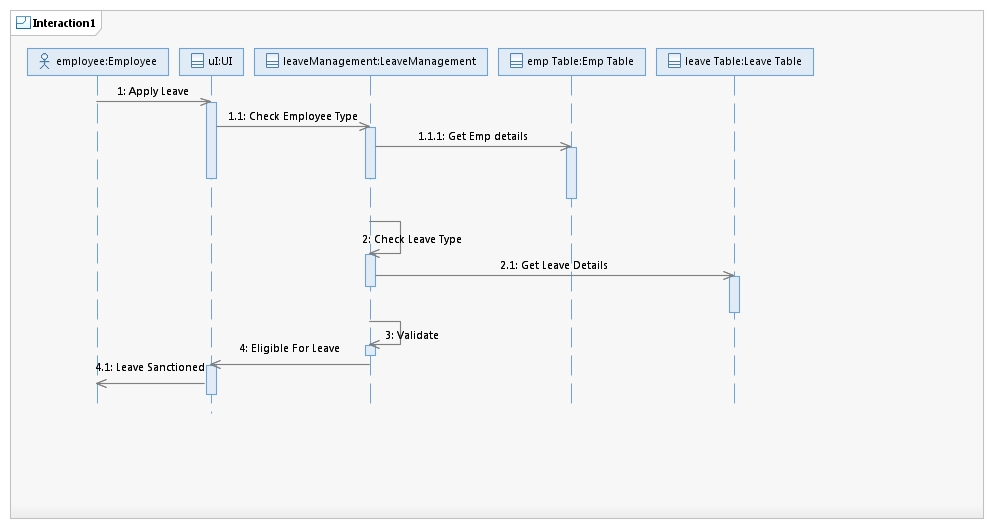 Interaction1
employee:Employee
uI:UI
leaveManagement:LeaveManagement
emp Table:Emp Table
leave Table:Leave Table
1: Apply Leave
1.1: Check Employee Type
1.1.1: Get Emp details
2: Check Leave Type
2.1: Get Leave Details
3: Validate
4: Eligible For Leave
4.1: Leave Sanctioned